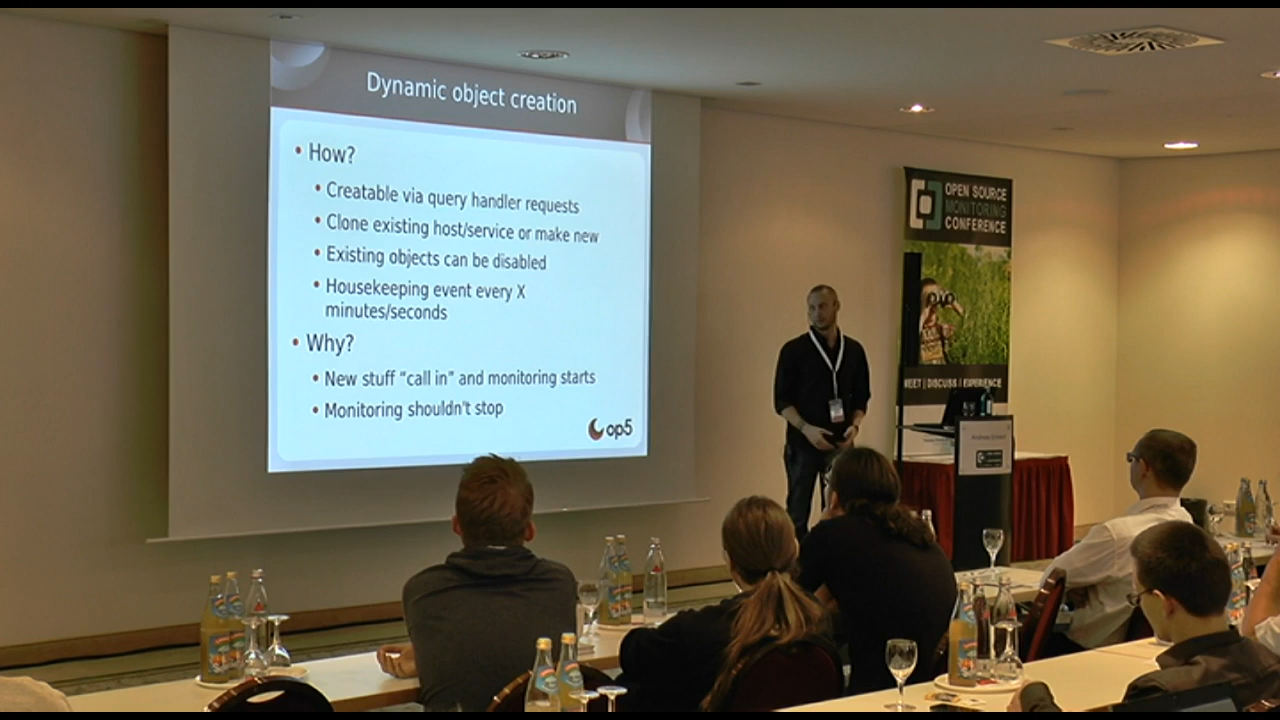 Dynamic object creation
• How?
• Creatable via query handler requests
• Clone existing host/service or make new
• Existing objects can be disabled
• Housekeeping event every X
minutes/seconds
• Why?
• New stuff “call in” and monitoring starts
• Monitoring shouldn't stop
op5
OPEN SOURCE
MONITORING
CONFERENCE
MEET | DISCUSS | EXPERIENCE